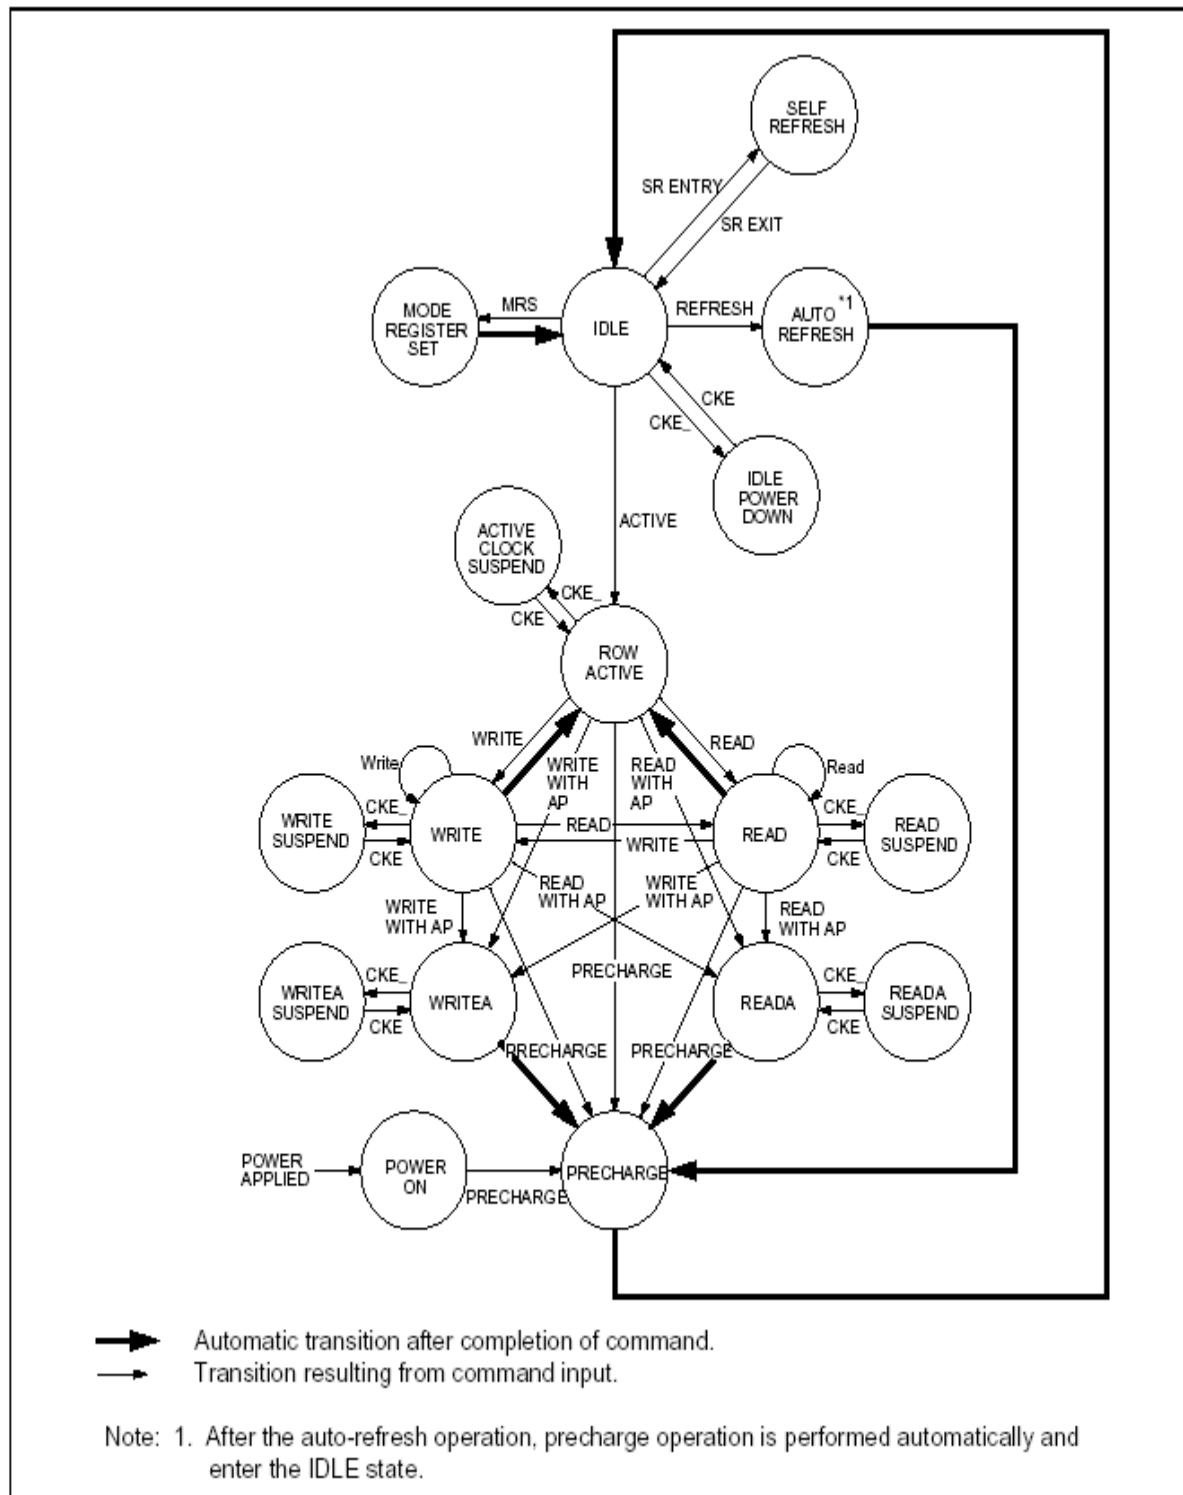 SELF
REFRESH
SR ENTRY
SR EXIT
MODE
REGISTER
SET
MRS
IDLE
REFRESH
AUTO *1
REFRESH
CKE
CKE_
IDLE
POWER
DOWN
ACTIVE
CLOCK
SUSPEND
ACTIVE
CKE_
CKE
ROW
ACTIVE
WRITE
WRITE
WITH
AP
READ
WITH
AP
READ
Write
Read
WRITE
SUSPEND
CKE_
CKE
WRITE
READ
WRITE
READ
CKE_
CKE
READ
SUSPEND
WRITE
WITH AP
READ
WITH AP
WRITE
WITH AP
READ
WITH AP
WRITEA
SUSPEND
CKE_
CKE
WRITEA
PRECHARGE
READA
CKE_
CKE
READA
SUSPEND
PRECHARGE
PRECHARGE
POWER
APPLIED
POWER
ON
PRECHARGE
PRECHARGE
Automatic transition after completion of command.
Transition resulting from command input.
Note: 1. After the auto-refresh operation, precharge operation is performed automatically and
enter the IDLE state.